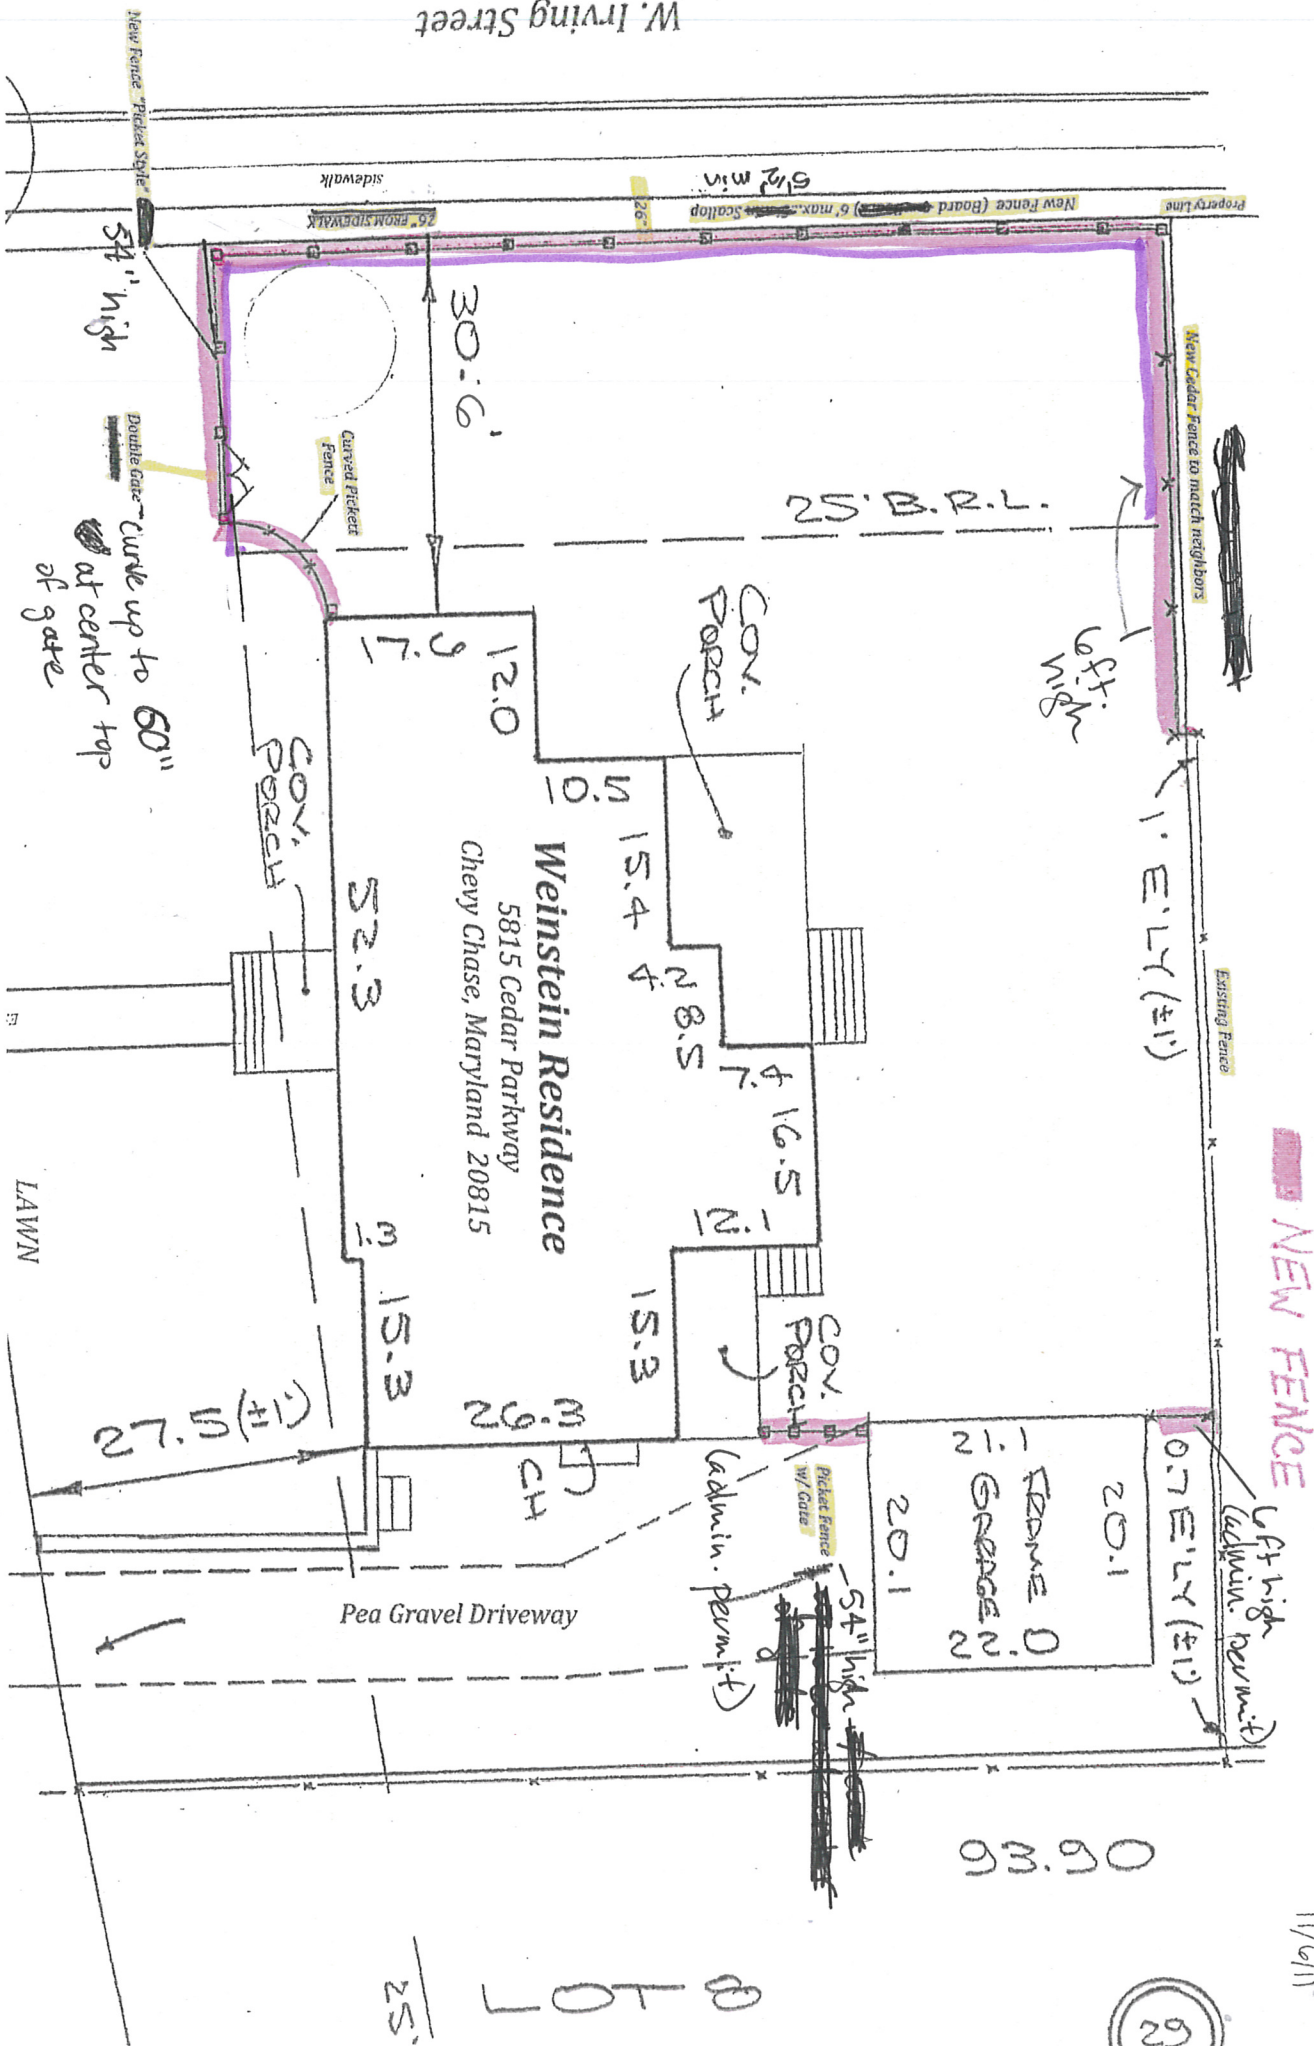 W. Irving Street
New Fence "Picket Style"
54" high
sidewalk
26" FROM SIDEWALK
26"
5½' min
New Fence (Board 6' max. Scallop
Property Line
New Cedar Fence to match neighbors
6ft.
high
30-6'
Curved Pickett
Fence
Double Gate - curve up to 60"
at center top
of gate
25' B.R.L.
COV.
PORCH
COV.
PORCH
17.6
12.0
10.5
15.4
4.2
8.5
7.4
16.5
12.1
15.3
26.3
15.3
1.3
52.3
Weinstein Residence
5815 Cedar Parkway
Chevy Chase, Maryland 20815
1' E'LY (±1')
Existing Fence
NEW FENCE
COV.
PORCH
LAWN
27.5 (±1')
CH
Picket Fence
w/ Gate
- 54" high
(admin. permit)
21.1
FRAME
GARAGE
22.0
20.1
20.1
0.7 E'LY (±1')
6ft high
(admin. permit)
Pea Gravel Driveway
93.90
LOT 8
25'
11/6/11
29